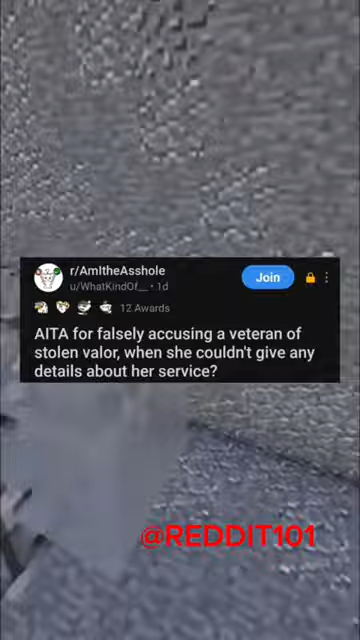 r/AmItheAsshole
u/WhatKindOf__ • 1d
Join
12 Awards
AITA for falsely accusing a veteran of
stolen valor, when she couldn't give any
details about her service?
@REDDIT101